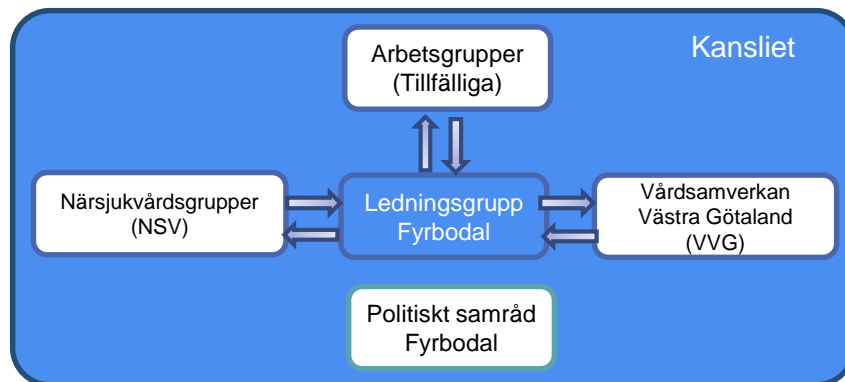 Kansliet
Arbetsgrupper
(Tillfälliga)
Närsjukvårdsgrupper
(NSV)
Ledningsgrupp
Fyrbodal
Vårdsamverkan
Västra Götaland
(VVG)
Politiskt samråd
Fyrbodal